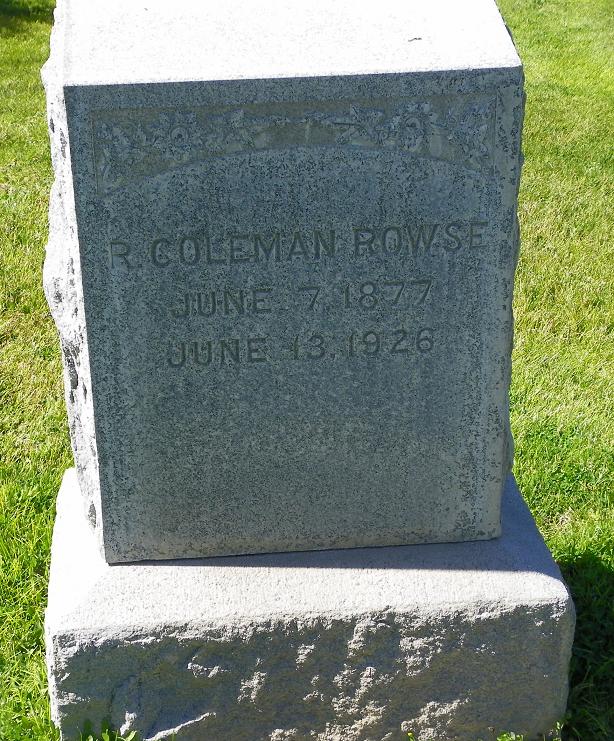 R. COLEMAN ROWSE
JUNE 7, 1877
JUNE 13, 1926